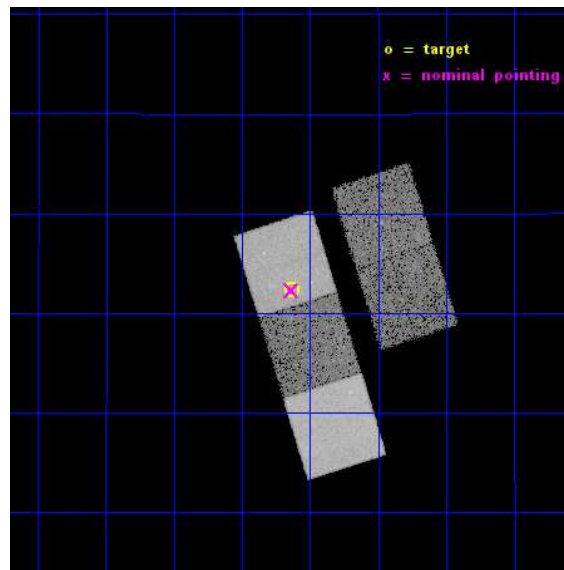 o = target
x = nominal pointing